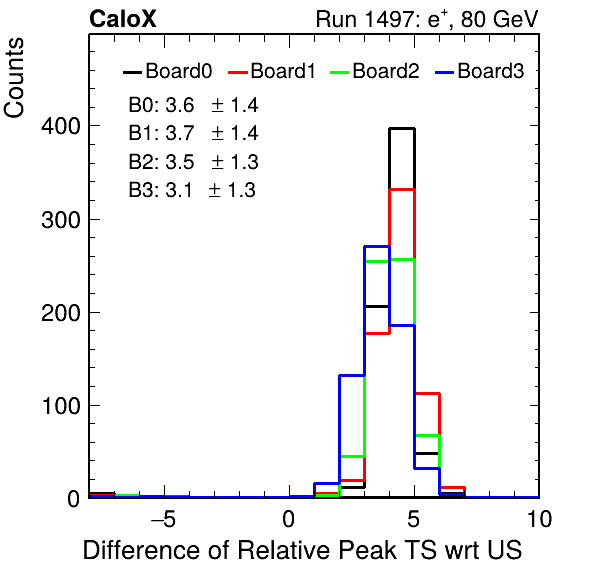 CaloX Run 1497: e⁺, 80 GeV
Counts
Board0 Board1 Board2 Board3
B0: 3.6 ± 1.4
B1: 3.7 ± 1.4
B2: 3.5 ± 1.3
B3: 3.1 ± 1.3
400
300
200
100
0
−5 0 5 10
Difference of Relative Peak TS wrt US